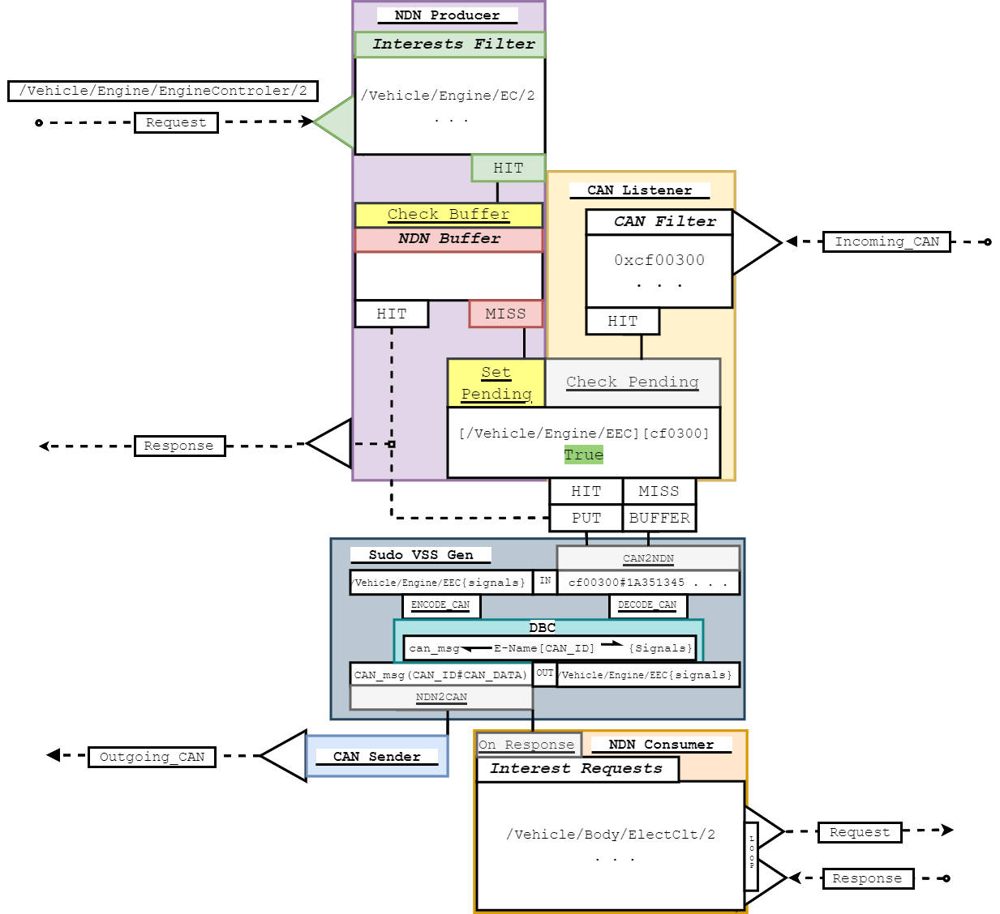 NDN Producer
Interests Filter
/Vehicle/Engine/EngineControler/2
/Vehicle/Engine/EC/2
Request
. . .
HIT
CAN Listener
Check Buffer
CAN Filter
NDN Buffer
Incoming_CAN
0xcf00300
. . .
HIT
MISS
HIT
Set
Pending
Check Pending
[/Vehicle/Engine/EEC][cf0300]
Response
True
HIT
MISS
PUT
BUFFER
Sudo VSS Gen
CAN2NDN
/Vehicle/Engine/EEC{signals}
IN
cf00300#1A351345 . . .
ENCODE_CAN
DECODE_CAN
DBC
can_msg
E-Name[CAN_ID]
{Signals}
CAN_msg(CAN_ID#CAN_DATA)
OUT
/Vehicle/Engine/EEC{signals}
NDN2CAN
On Response
NDN Consumer
Outgoing_CAN
CAN Sender
Interest Requests
/Vehicle/Body/ElectClt/2
. . .
Request
LOOP
Response